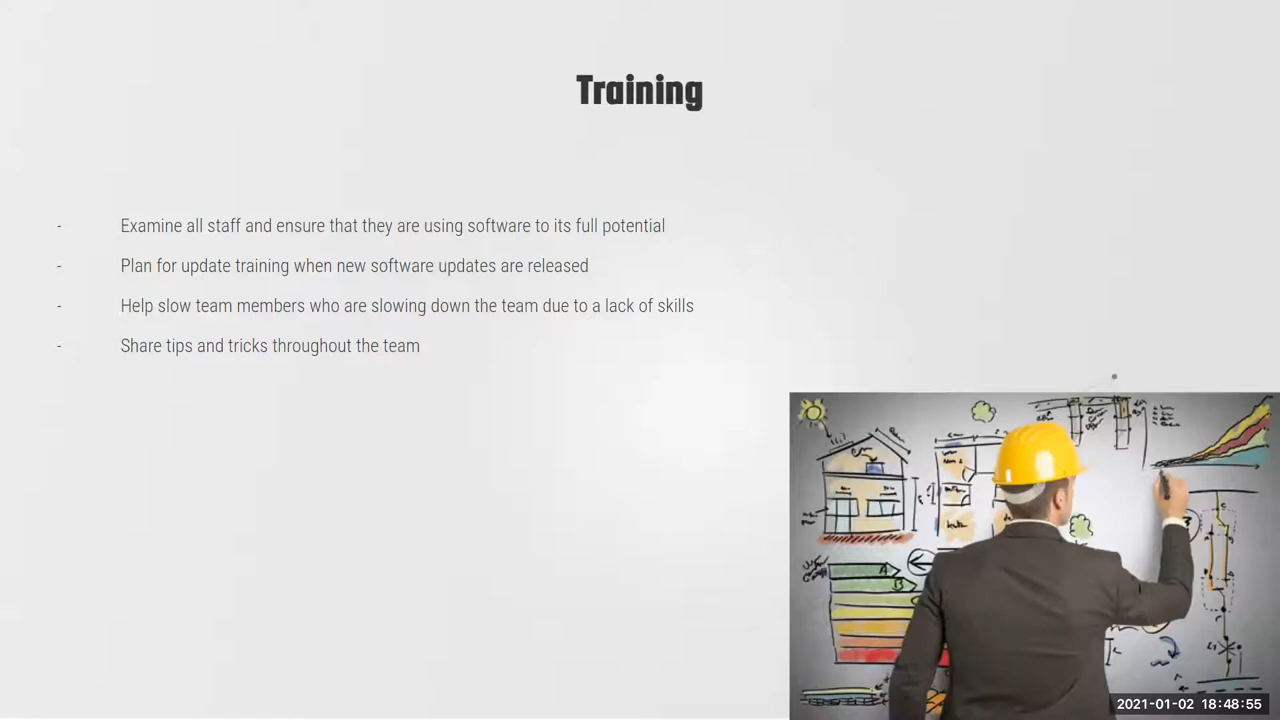 Training
- Examine all staff and ensure that they are using software to its full potential
- Plan for update training when new software updates are released
- Help slow team members who are slowing down the team due to a lack of skills
- Share tips and tricks throughout the team
A
B
2021-01-02 18:48:55